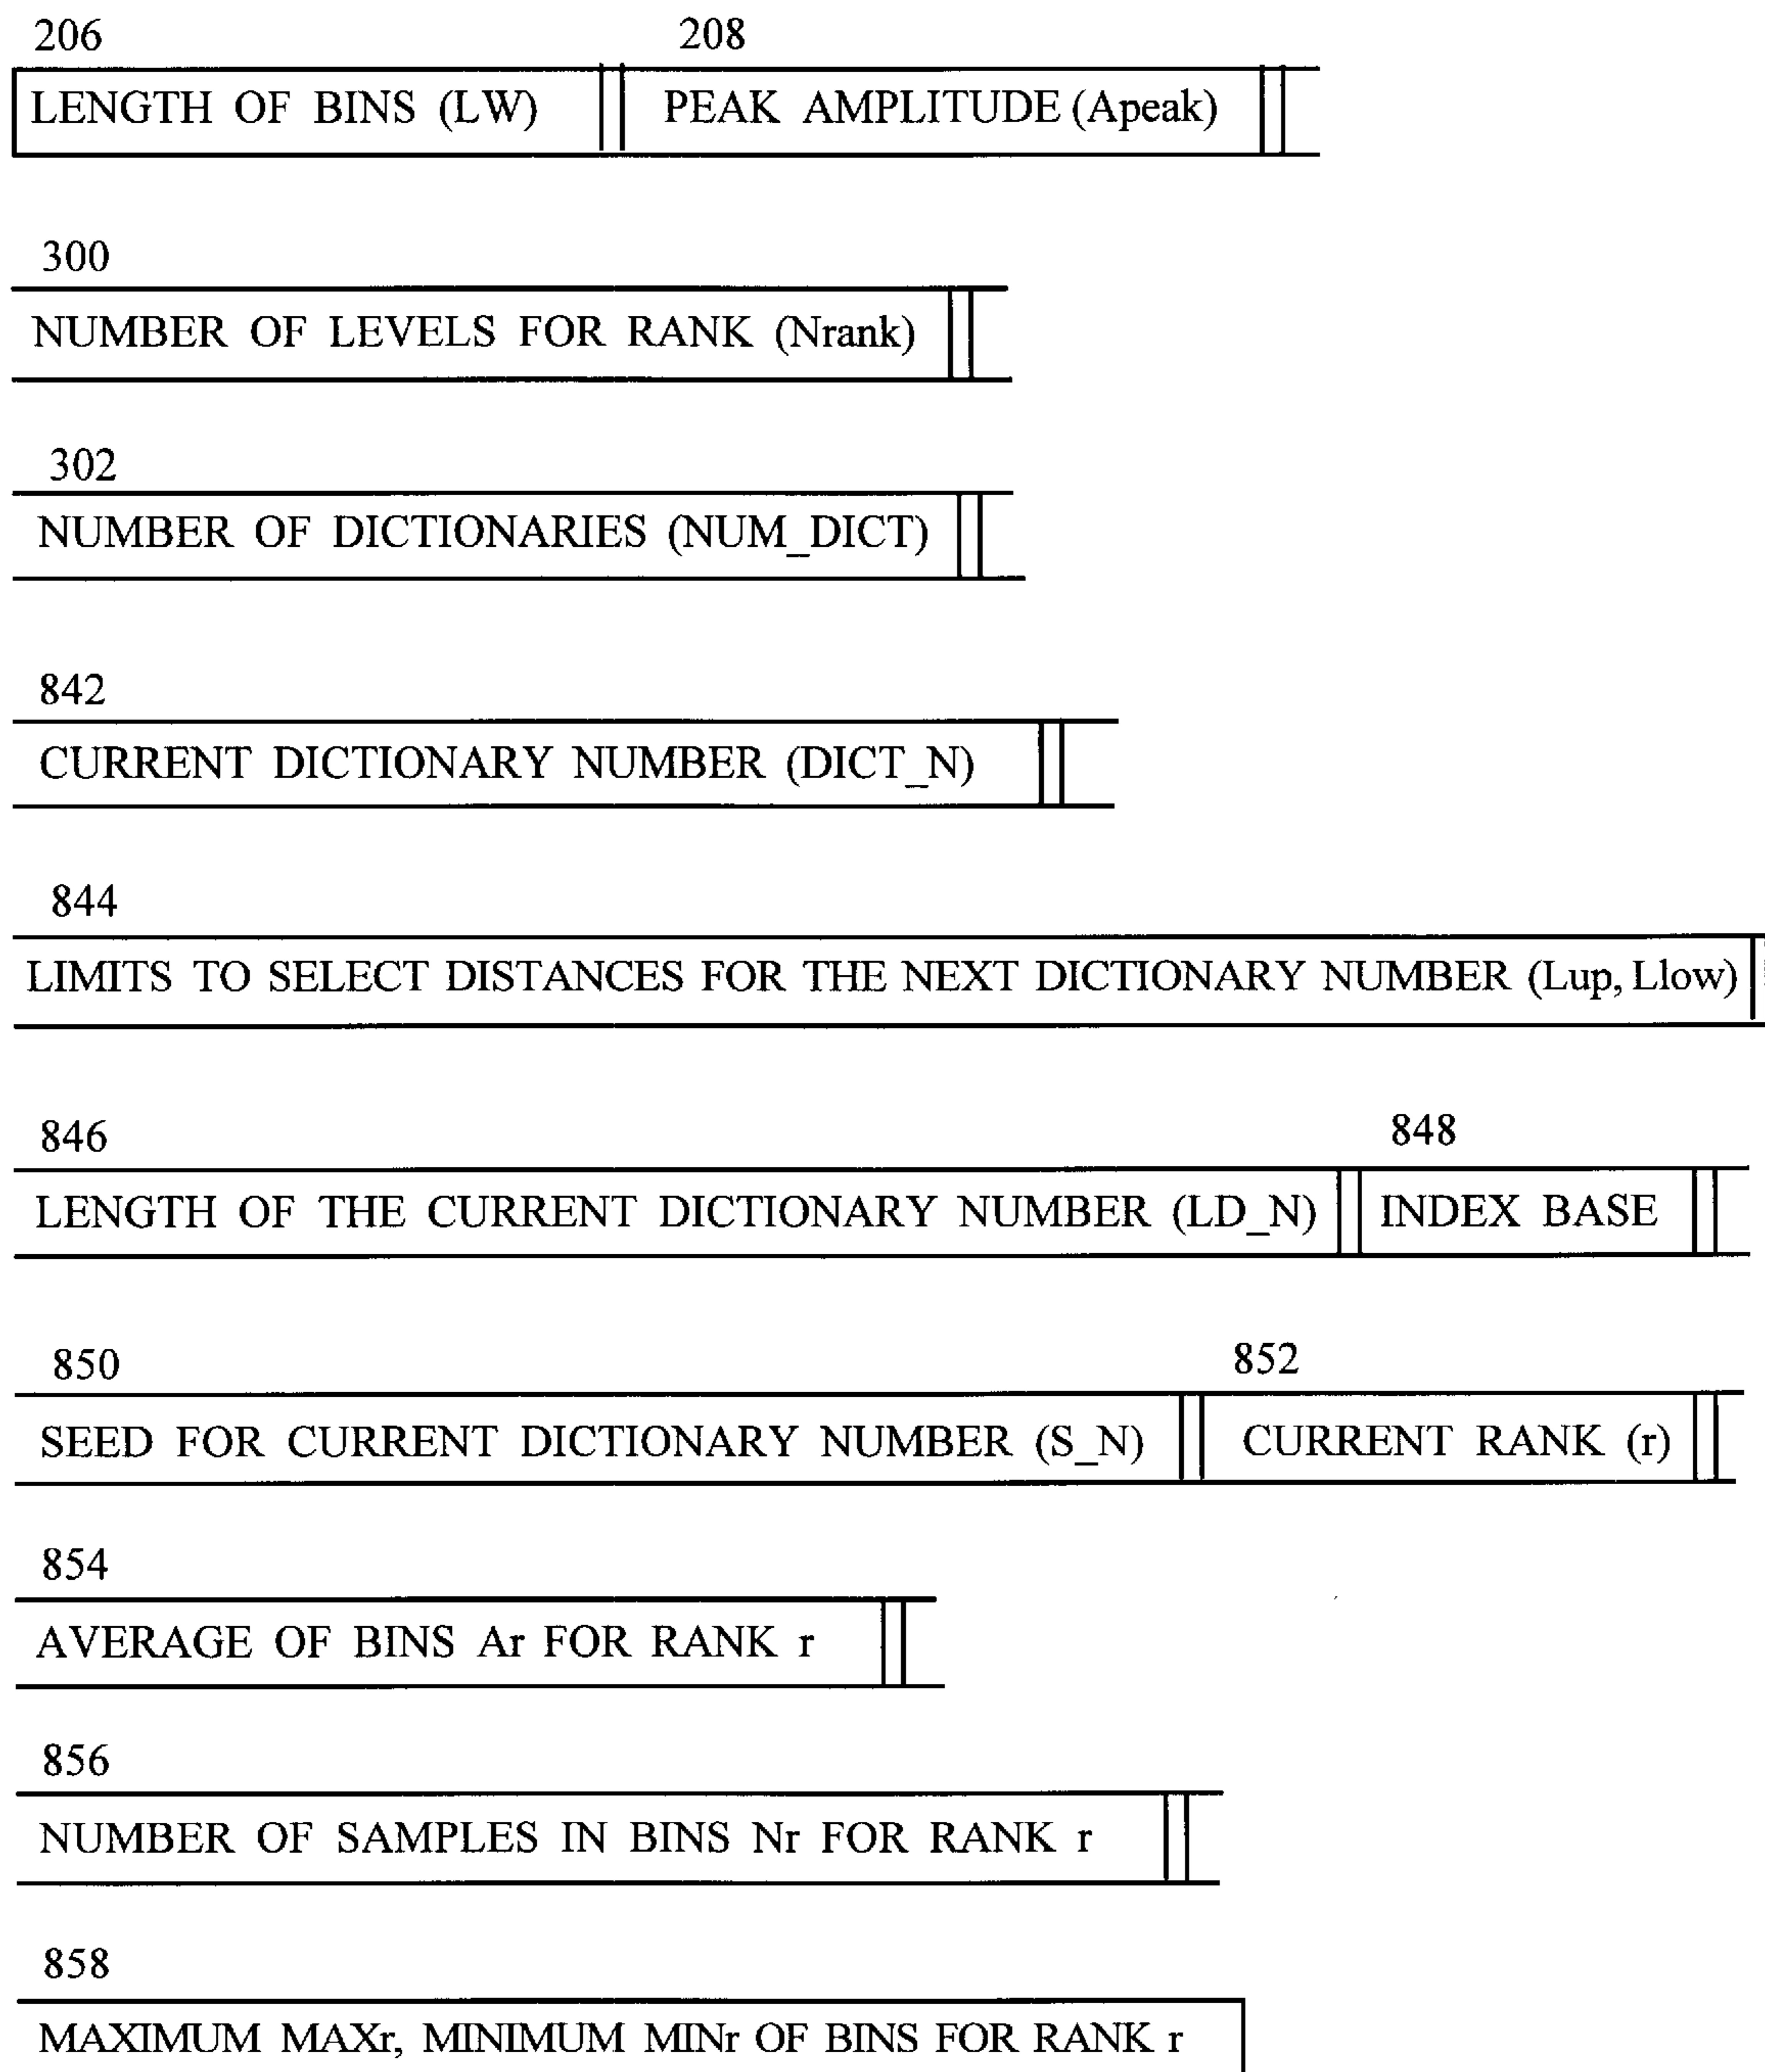 206 208
LENGTH OF BINS (LW) PEAK AMPLITUDE (Apeak)
300
NUMBER OF LEVELS FOR RANK (Nrank)
302
NUMBER OF DICTIONARIES (NUM_DICT)
842
CURRENT DICTIONARY NUMBER (DICT_N)
844
LIMITS TO SELECT DISTANCES FOR THE NEXT DICTIONARY NUMBER (Lup, Llow)
846 848
LENGTH OF THE CURRENT DICTIONARY NUMBER (LD_N) INDEX BASE
850 852
SEED FOR CURRENT DICTIONARY NUMBER (S_N) CURRENT RANK (r)
854
AVERAGE OF BINS Ar FOR RANK r
856
NUMBER OF SAMPLES IN BINS Nr FOR RANK r
858
MAXIMUM MAXr, MINIMUM MINr OF BINS FOR RANK r